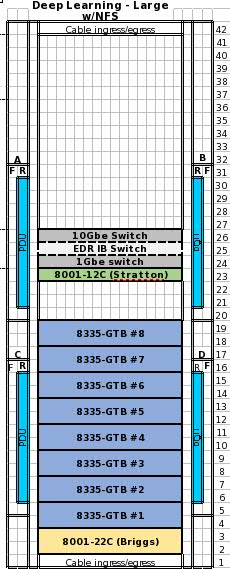 Deep Learning - Large
w/NFS
Cable ingress/egress
42
41
40
39
38
37
36
35
34
33
A
B
32
F R
R F
31
30
29
28
27
10Gbe Switch
26
PDU
EDR IB Switch
PDU
25
1Gbe switch
24
8001-12C (Stratton)
23
22
21
20
8335-GTB #8
19
18
8335-GTB #7
C
D
17
F R
R F
16
8335-GTB #6
15
14
8335-GTB #5
13
12
8335-GTB #4
11
PDU
PDU
10
8335-GTB #3
9
8
8335-GTB #2
7
6
8335-GTB #1
5
4
8001-22C (Briggs)
3
2
Cable ingress/egress
1